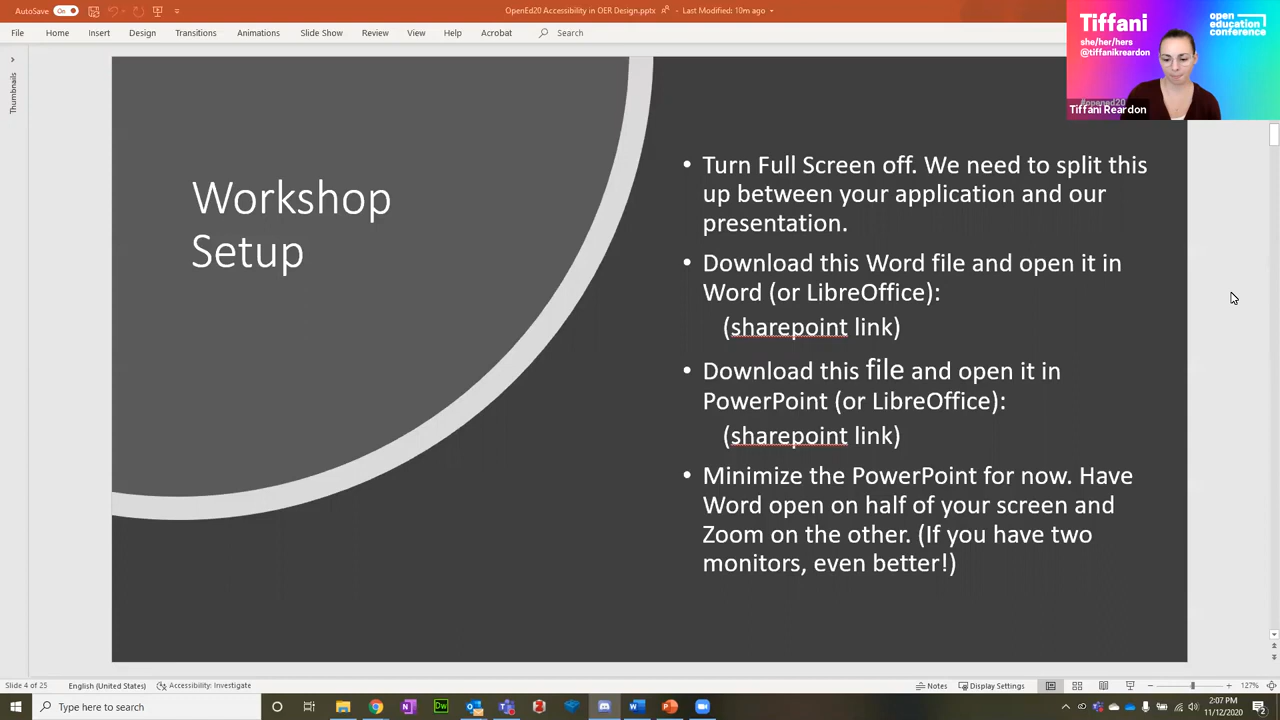 AutoSave On
OpenEd20 Accessibility in OER Design.pptx
Last Modified: 10m ago
File Home Insert Design Transitions Animations Slide Show Review View Help Acrobat Search
Tiffani
she/her/hers
@tiffanikreardon
open
education
conference
#opened20
Tiffani Reardon
Thumbnails
Workshop
Setup
• Turn Full Screen off. We need to split this
up between your application and our
presentation.
• Download this Word file and open it in
Word (or LibreOffice):
(sharepoint link)
• Download this file and open it in
PowerPoint (or LibreOffice):
(sharepoint link)
• Minimize the PowerPoint for now. Have
Word open on half of your screen and
Zoom on the other. (If you have two
monitors, even better!)
Slide 4 of 25 English (United States) Accessibility: Investigate Notes Display Settings 127%
Type here to search
2:07 PM
11/12/2020